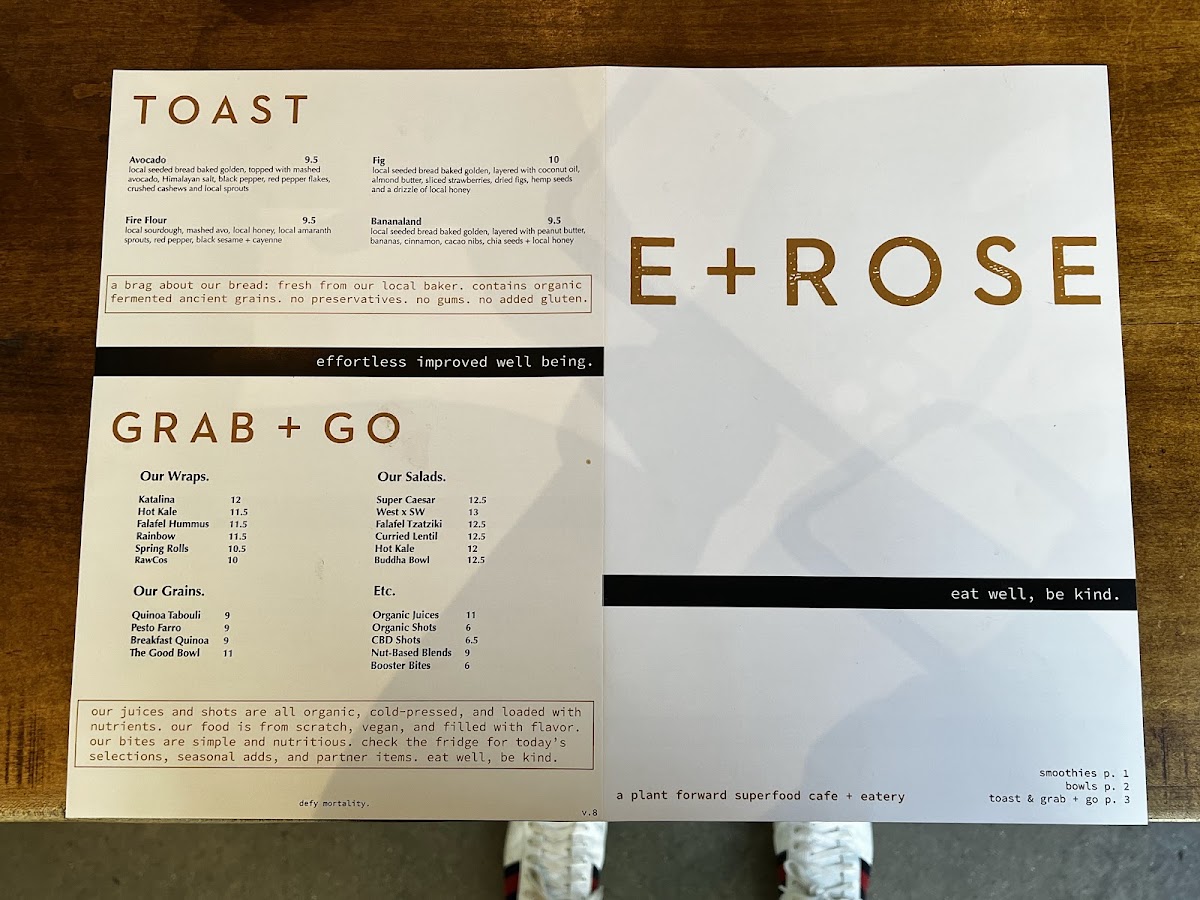 TOAST
Avocado 9.5
local seeded bread baked golden, topped with mashed
avocado, Himalayan salt, black pepper, red pepper flakes,
crushed cashews and local sprouts
Fig 10
local seeded bread baked golden, layered with coconut oil,
almond butter, sliced strawberries, dried figs, hemp seeds
and a drizzle of local honey
Fire Flour 9.5
local sourdough, mashed avo, local honey, local amaranth
sprouts, red pepper, black sesame + cayenne
Bananaland 9.5
local seeded bread baked golden, layered with peanut butter,
bananas, cinnamon, cacao nibs, chia seeds + local honey
a brag about our bread: fresh from our local baker. contains organic
fermented ancient grains. no preservatives. no gums. no added gluten.
effortless improved well being.
GRAB + GO
Our Wraps.
Katalina 12
Hot Kale 11.5
Falafel Hummus 11.5
Rainbow 11.5
Spring Rolls 10.5
RawCos 10
Our Salads.
Super Caesar 12.5
West x SW 13
Falafel Tzatziki 12.5
Curried Lentil 12.5
Hot Kale 12
Buddha Bowl 12.5
Our Grains.
Quinoa Tabouli 9
Pesto Farro 9
Breakfast Quinoa 9
The Good Bowl 11
Etc.
Organic Juices 11
Organic Shots 6
CBD Shots 6.5
Nut-Based Blends 9
Booster Bites 6
our juices and shots are all organic, cold-pressed, and loaded with
nutrients. our food is from scratch, vegan, and filled with flavor.
our bites are simple and nutritious. check the fridge for today's
selections, seasonal adds, and partner items. eat well, be kind.
defy mortality.
v.8
E+ROSE
eat well, be kind.
a plant forward superfood cafe + eatery
smoothies p. 1
bowls p. 2
toast & grab + go p. 3